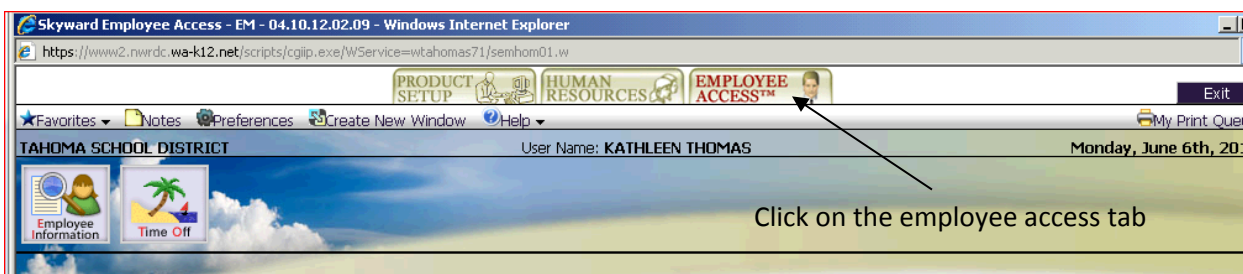 Skyward Employee Access - EM - 04.10.12.02.09 - Windows Internet Explorer
https://www2.nwrdc.wa-k12.net/scripts/cgiip.exe/WService=wtahomas71/semhom01.w
PRODUCT SETUP HUMAN RESOURCES EMPLOYEE ACCESS™
Exit
Favorites Notes Preferences Create New Window Help My Print Queu
TAHOMA SCHOOL DISTRICT User Name: KATHLEEN THOMAS Monday, June 6th, 201
Employee Information
Time Off
Click on the employee access tab